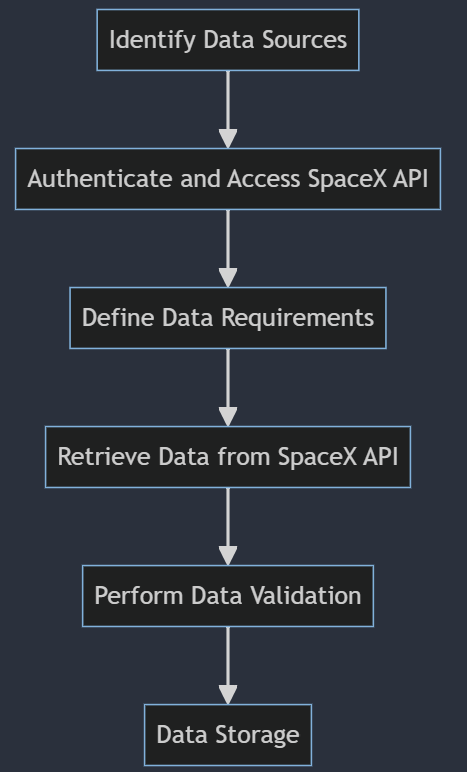 Identify Data Sources
Authenticate and Access SpaceX API
Define Data Requirements
Retrieve Data from SpaceX API
Perform Data Validation
Data Storage